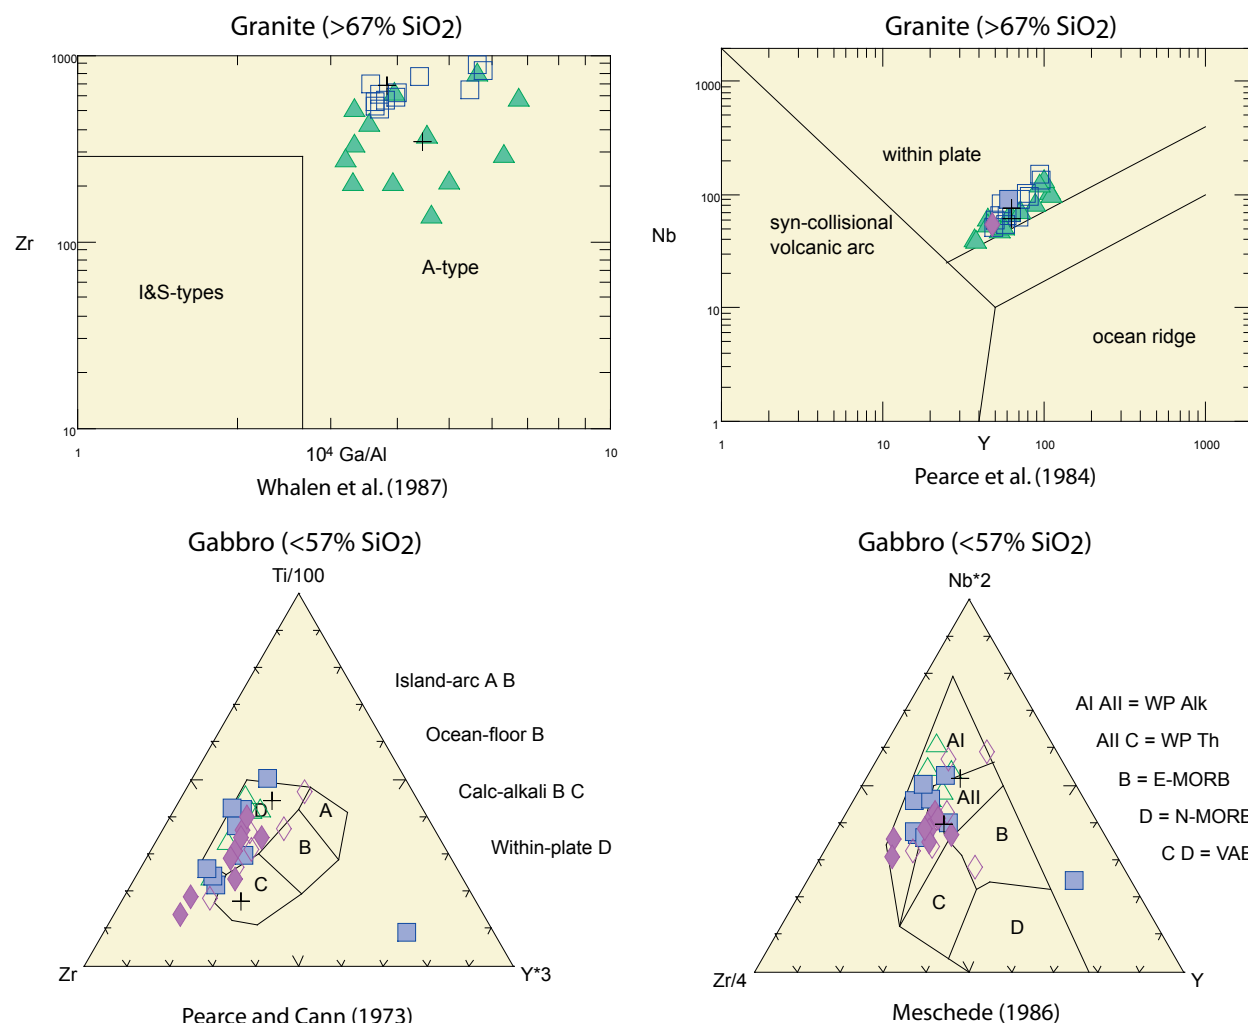 Granite (>67% SiO2)
1000
100
10
Zr
I&S-types
A-type
1
10⁴ Ga/Al
10
Whalen et al. (1987)
Granite (>67% SiO2)
1000
100
10
1
Nb
within plate
syn-collisional
volcanic arc
ocean ridge
1
10
Y
100
1000
Pearce et al. (1984)
Gabbro (<57% SiO2)
Ti/100
Island-arc A B
Ocean-floor B
Calc-alkali B C
Within-plate D
D
A
B
C
Zr
Y*3
Pearce and Cann (1973)
Gabbro (<57% SiO2)
Nb*2
AI AII = WP Alk
AII C = WP Th
B = E-MORB
D = N-MORB
C D = VAB
AI
AII
B
C
D
Zr/4
Y
Meschede (1986)